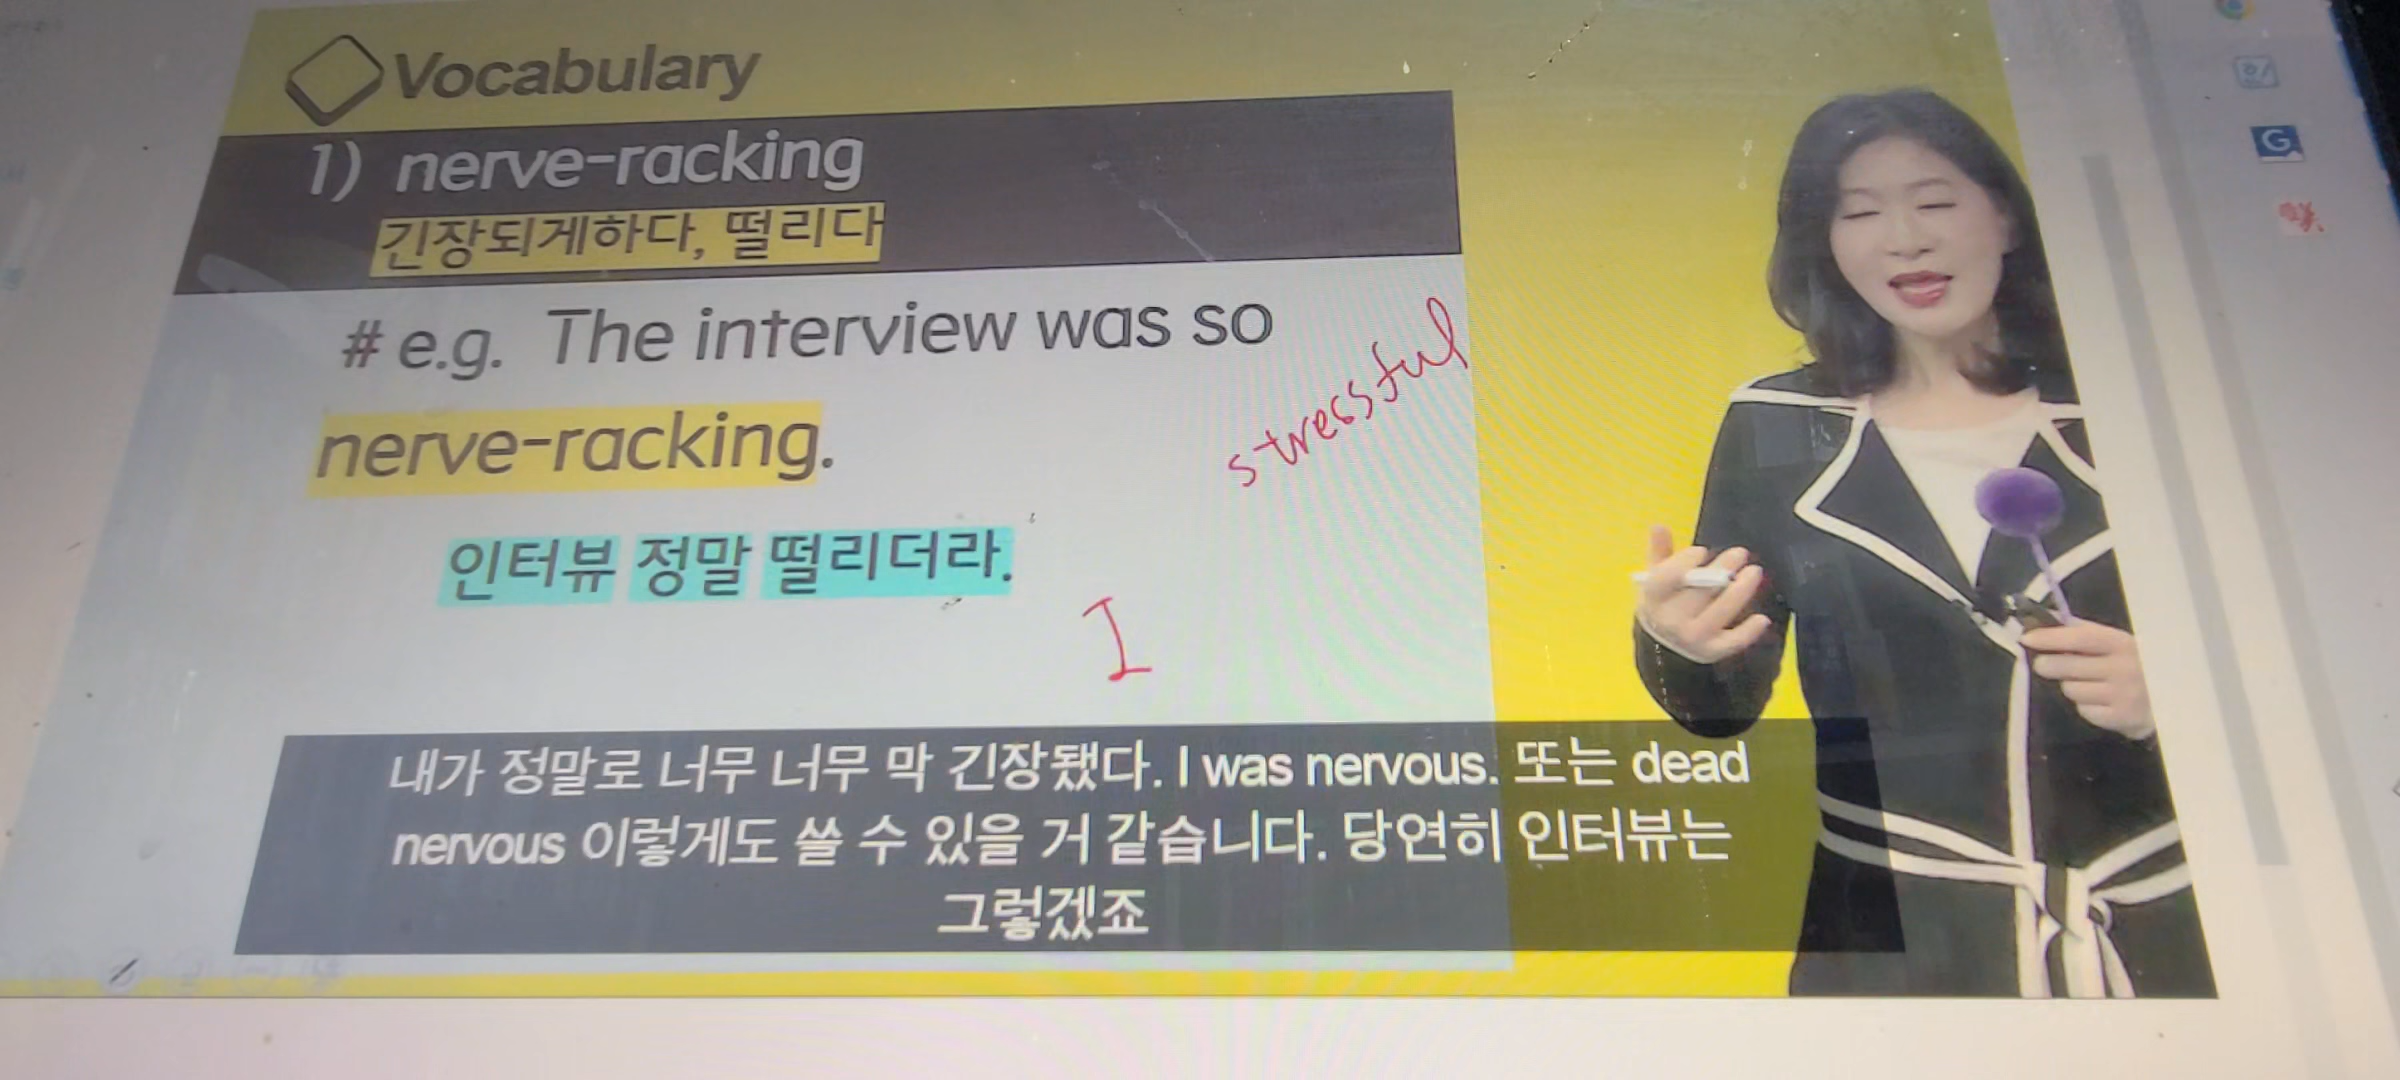 Vocabulary
1) nerve-racking
긴장되게하다, 떨리다
# e.g. The interview was so
nerve-racking.
stressful
인터뷰 정말 떨리더라.
I
내가 정말로 너무 너무 막 긴장됐다. I was nervous. 또는 dead
nervous 이렇게도 쓸 수 있을 거 같습니다. 당연히 인터뷰는
그렇겠죠
G